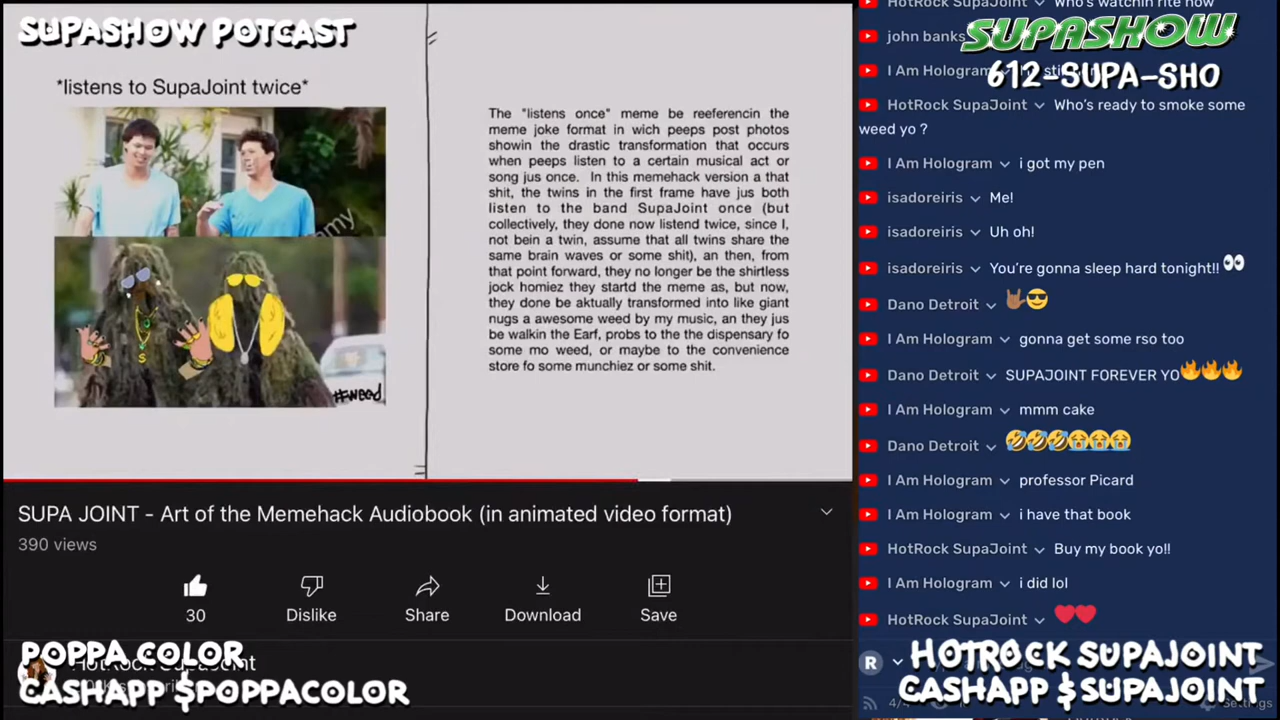 SUPASHOW POTCAST
*listens to SupaJoint twice*
#weed
The "listens once" meme be reeferencin the
meme joke format in wich peeps post photos
showin the drastic transformation that occurs
when peeps listen to a certain musical act or
song jus once. In this memehack version a that
shit, the twins in the first frame have jus both
listen to the band SupaJoint once (but
collectively, they done now listend twice, since I,
not bein a twin, assume that all twins share the
same brain waves or some shit), an then, from
that point forward, they no longer be the shirtless
jock homiez they startd the meme as, but now,
they done be aktually transformed into like giant
nugs a awesome weed by my music, an they jus
be walkin the Earf, probs to the the dispensary fo
some mo weed, or maybe to the convenience
store fo some munchiez or some shit.
SUPA JOINT - Art of the Memehack Audiobook (in animated video format)
390 views
30
Dislike
Share
Download
Save
HotRock SupaJoint
POPPA COLOR
CASHAPP $POPPACOLOR
HotRock SupaJoint Who's watchin rite now
SUPASHOW
612-SUPA-SHO
john banks
I Am Hologram
HotRock SupaJoint Who's ready to smoke some
weed yo ?
I Am Hologram i got my pen
isadoreiris Me!
isadoreiris Uh oh!
isadoreiris You're gonna sleep hard tonight!! 👀
Dano Detroit 🤘🏾😎
I Am Hologram gonna get some rso too
Dano Detroit SUPAJOINT FOREVER YO🔥🔥🔥
I Am Hologram mmm cake
Dano Detroit 🤣🤣🤣😭😭😭
I Am Hologram professor Picard
I Am Hologram i have that book
HotRock SupaJoint Buy my book yo!!
I Am Hologram i did lol
HotRock SupaJoint ❤️❤️
R
HOTROCK SUPAJOINT
CASHAPP $SUPAJOINT
Settings